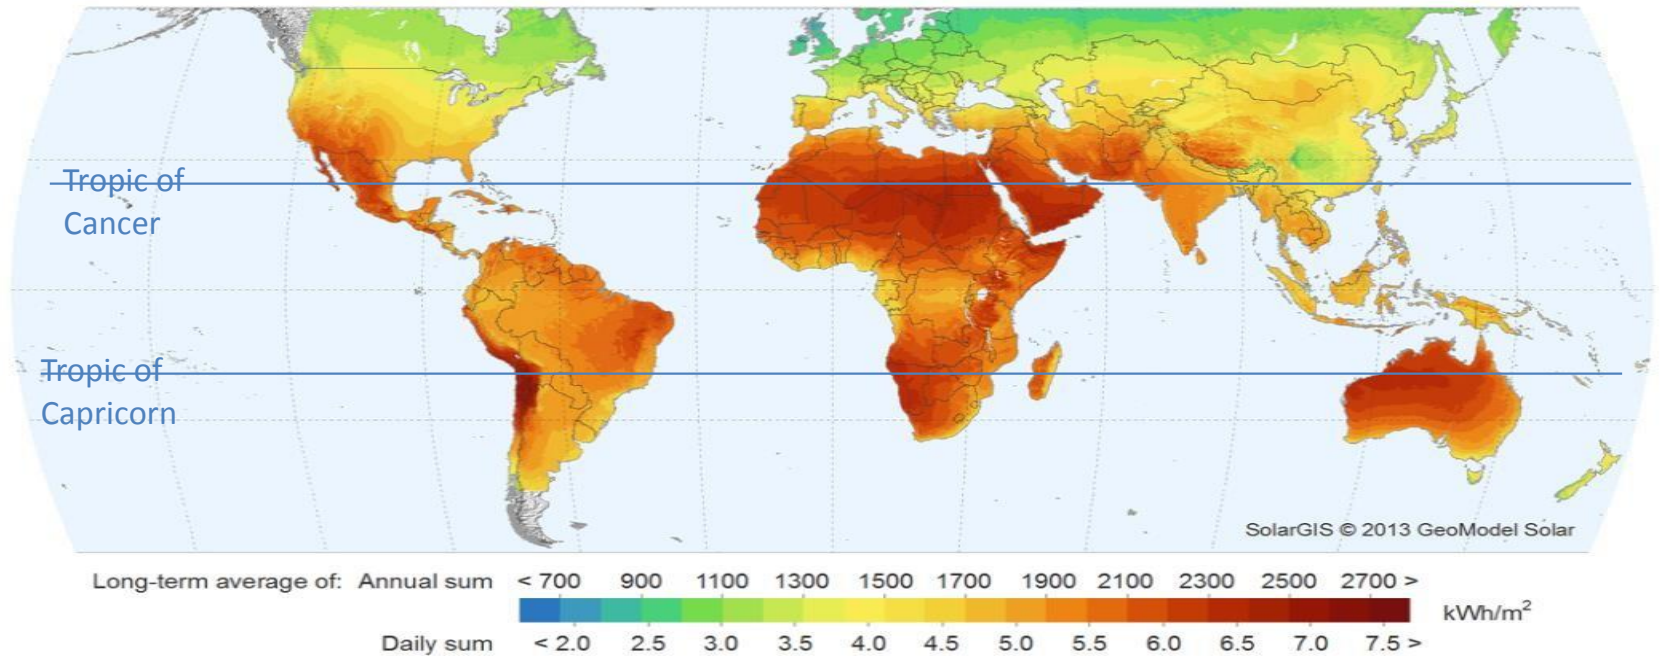 Tropic of
Cancer
Tropic of
Capricorn
SolarGIS © 2013 GeoModel Solar
Long-term average of: Annual sum < 700 900 1100 1300 1500 1700 1900 2100 2300 2500 2700 >
kWh/m²
Daily sum < 2.0 2.5 3.0 3.5 4.0 4.5 5.0 5.5 6.0 6.5 7.0 7.5 >